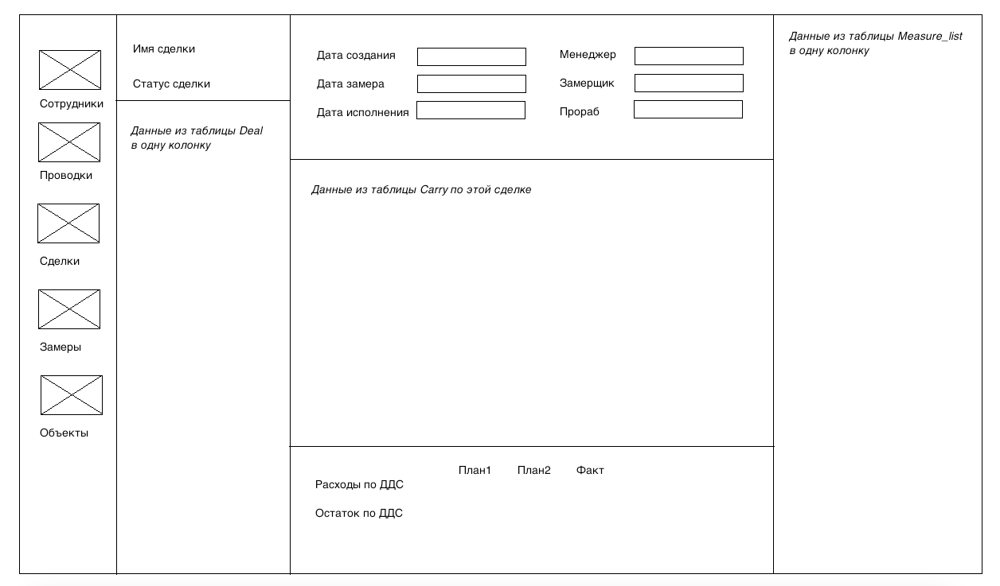 Сотрудники
Проводки
Сделки
Замеры
Объекты
Имя сделки
Статус сделки
Данные из таблицы Deal
в одну колонку
Дата создания
Дата замера
Дата исполнения
Менеджер
Замерщик
Прораб
Данные из таблицы Carry по этой сделке
План1 План2 Факт
Расходы по ДДС
Остаток по ДДС
Данные из таблицы Measure_list
в одну колонку